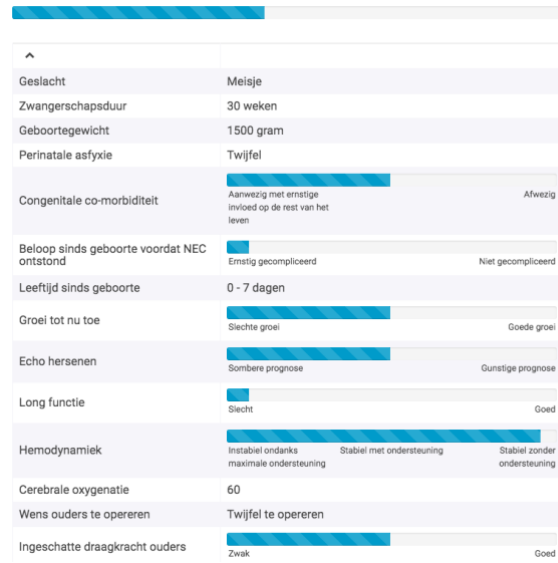 Geslacht Meisje
Zwangerschapsduur 30 weken
Geboortegewicht 1500 gram
Perinatale asfyxie Twijfel
Congenitale co-morbiditeit
Aanwezig met ernstige
invloed op de rest van het
leven
Afwezig
Beloop sinds geboorte voordat NEC
ontstond
Ernstig gecompliceerd Niet gecompliceerd
Leeftijd sinds geboorte 0 - 7 dagen
Groei tot nu toe
Slechte groei Goede groei
Echo hersenen
Sombere prognose Gunstige prognose
Long functie
Slecht Goed
Hemodynamiek
Instabiel ondanks
maximale ondersteuning
Stabiel met ondersteuning
Stabiel zonder
ondersteuning
Cerebrale oxygenatie 60
Wens ouders te opereren Twijfel te opereren
Ingeschatte draagkracht ouders
Zwak Goed